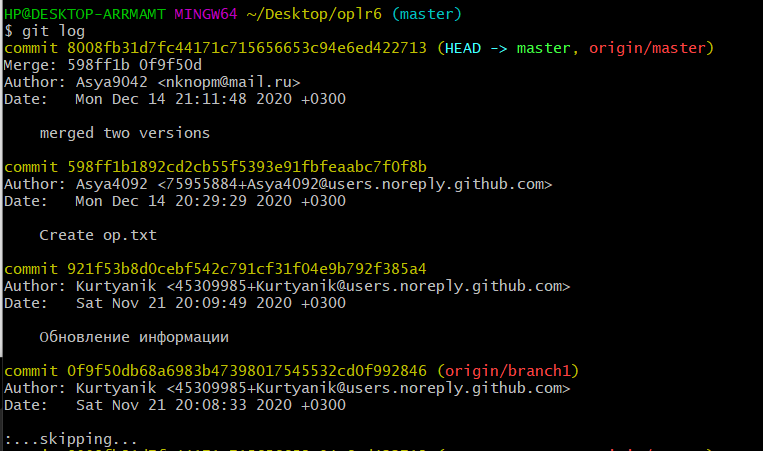 HP@DESKTOP-ARRMAMT MINGW64 ~/Desktop/oplr6 (master)
$ git log
commit 8008fb31d7fc44171c715656653c94e6ed422713 (HEAD -> master, origin/master)
Merge: 598ff1b 0f9f50d
Author: Asya9042 <nknopm@mail.ru>
Date:   Mon Dec 14 21:11:48 2020 +0300
    merged two versions
commit 598ff1b1892cd2cb55f5393e91fbfeaabc7f0f8b
Author: Asya4092 <75955884+Asya4092@users.noreply.github.com>
Date:   Mon Dec 14 20:29:29 2020 +0300
    Create op.txt
commit 921f53b8d0cebf542c791cf31f04e9b792f385a4
Author: Kurtyanik <45309985+Kurtyanik@users.noreply.github.com>
Date:   Sat Nov 21 20:09:49 2020 +0300
    Обновление информации
commit 0f9f50db68a6983b47398017545532cd0f992846 (origin/branch1)
Author: Kurtyanik <45309985+Kurtyanik@users.noreply.github.com>
Date:   Sat Nov 21 20:08:33 2020 +0300
:...skipping...